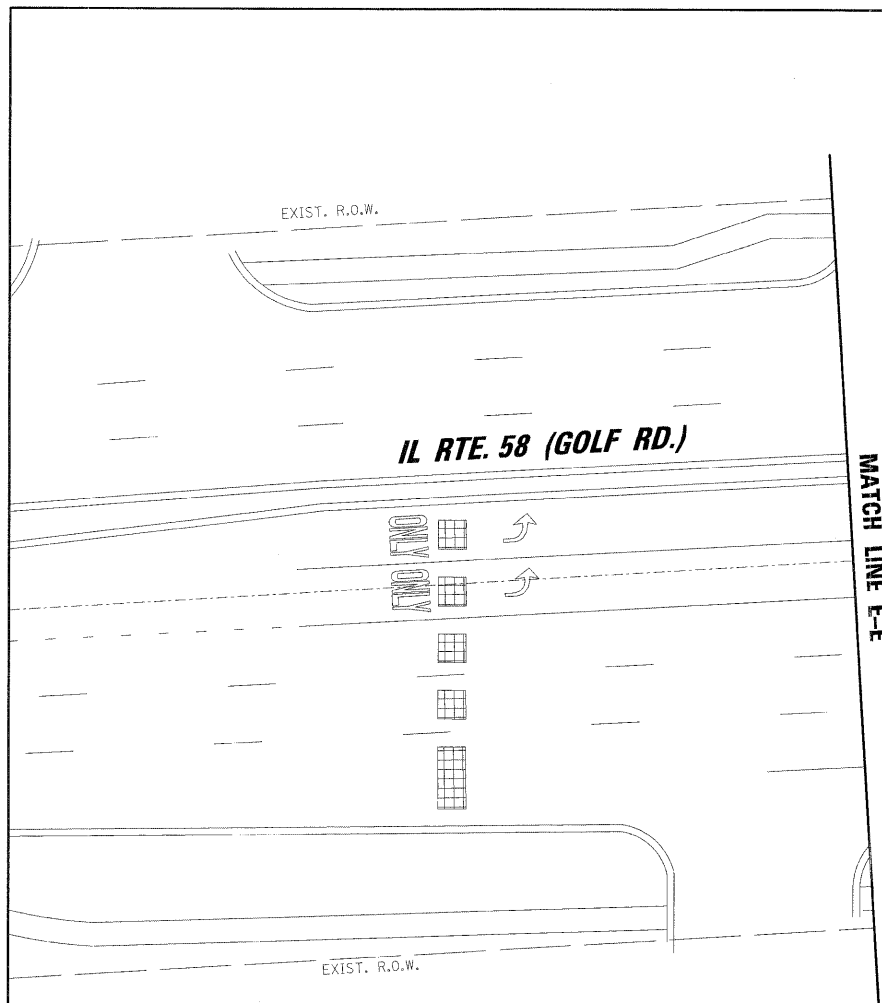 EXIST. R.O.W.
IL RTE. 58 (GOLF RD.)
MATCH LINE E-E
ONLY
ONLY
EXIST. R.O.W.